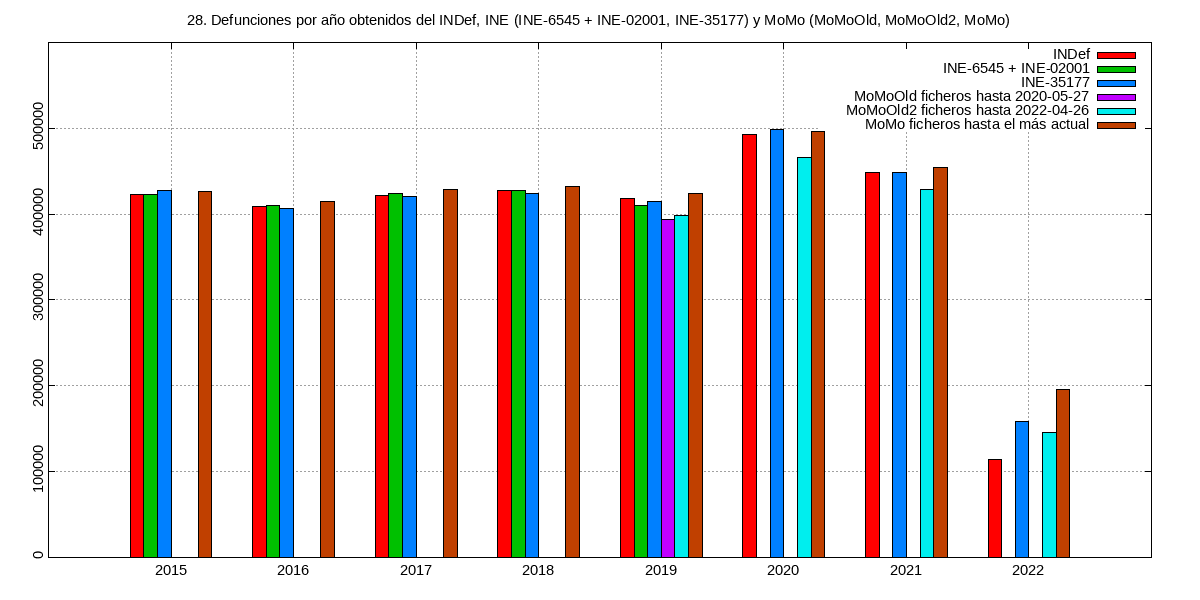 28. Defunciones por año obtenidos del INDef, INE (INE-6545 + INE-02001, INE-35177) y MoMo (MoMoOld, MoMoOld2, MoMo)
INDef
INE-6545 + INE-02001
INE-35177
MoMoOld ficheros hasta 2020-05-27
MoMoOld2 ficheros hasta 2022-04-26
MoMo ficheros hasta el más actual
500000
400000
300000
200000
100000
0
2015 2016 2017 2018 2019 2020 2021 2022